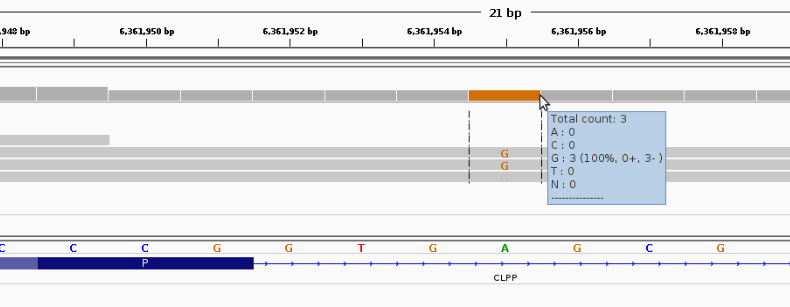 21 bp
,948 bp 6,361,950 bp 6,361,952 bp 6,361,954 bp 6,361,956 bp 6,361,958 bp
Total count: 3
A : 0
C : 0
G : 3 (100%, 0+, 3- )
T : 0
N : 0
---------------
G
G
C C C G G T G A G C G
P
CLPP